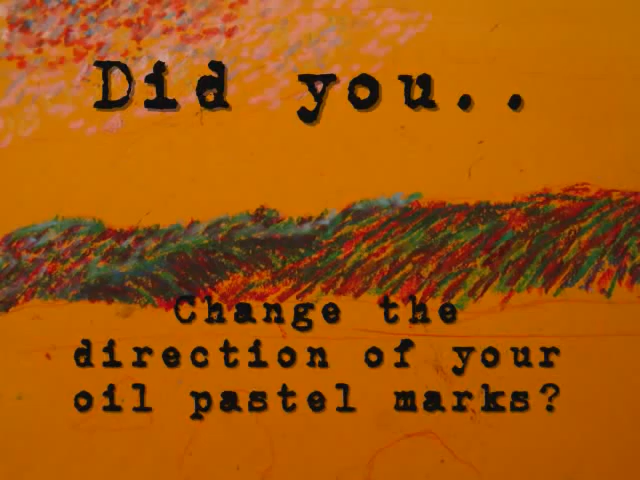 Did you..
Change the
direction of your
oil pastel marks?